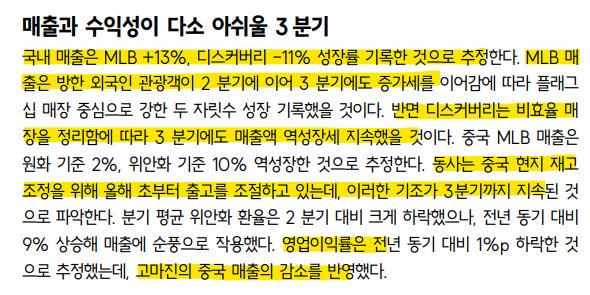 매출과 수익성이 다소 아쉬울 3 분기
국내 매출은 MLB +13%, 디스커버리 -11% 성장률 기록한 것으로 추정한다. MLB 매
출은 방한 외국인 관광객이 2 분기에 이어 3 분기에도 증가세를 이어감에 따라 플래그
십 매장 중심으로 강한 두 자릿수 성장 기록했을 것이다. 반면 디스커버리는 비효율 매
장을 정리함에 따라 3 분기에도 매출액 역성장세 지속했을 것이다. 중국 MLB 매출은
원화 기준 2%, 위안화 기준 10% 역성장한 것으로 추정한다. 동사는 중국 현지 재고
조정을 위해 올해 초부터 출고를 조절하고 있는데, 이러한 기조가 3분기까지 지속된 것
으로 파악한다. 분기 평균 위안화 환율은 2 분기 대비 크게 하락했으나, 전년 동기 대비
9% 상승해 매출에 순풍으로 작용했다. 영업이익률은 전년 동기 대비 1%p 하락한 것
으로 추정했는데, 고마진의 중국 매출의 감소를 반영했다.